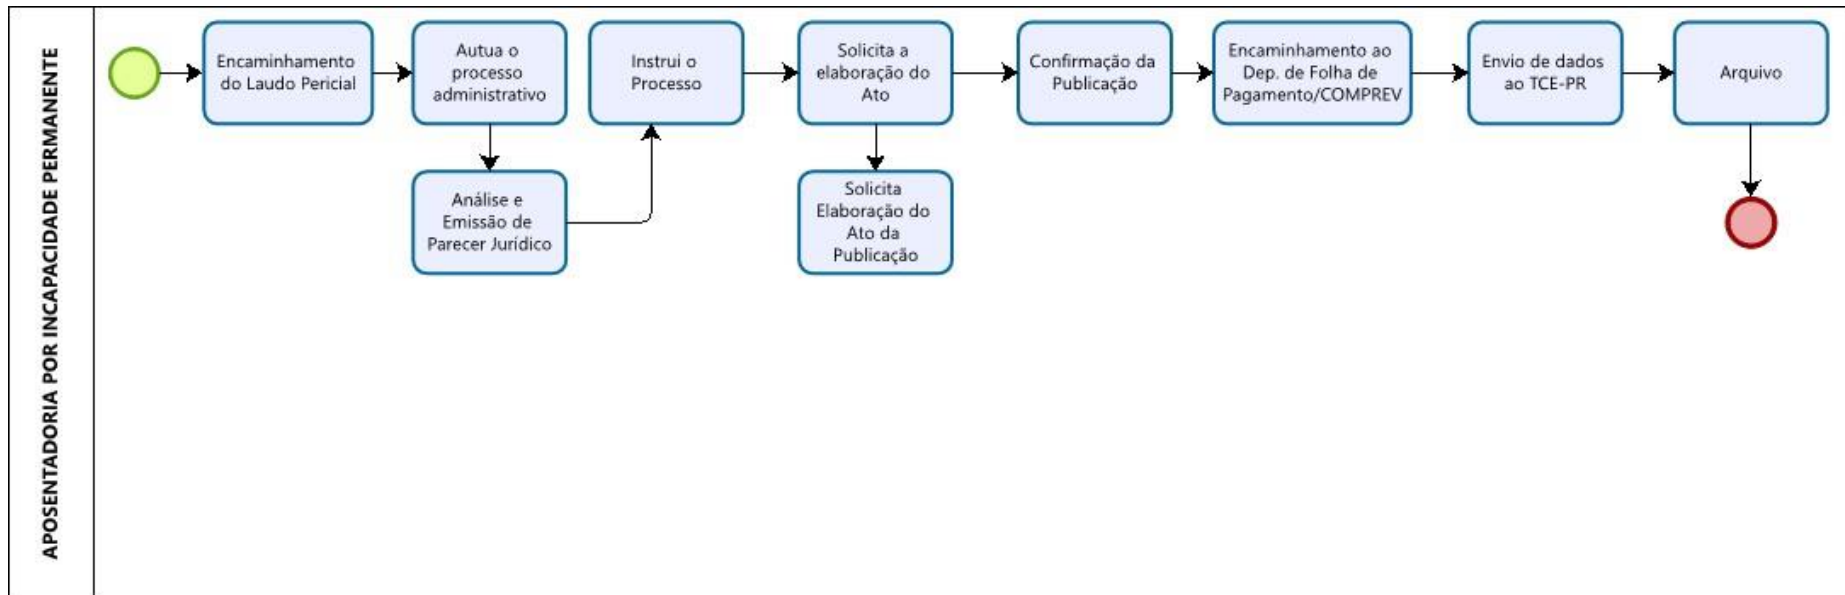 APOSENTADORIA POR INCAPACIDADE PERMANENTE
Encaminhamento
do Laudo Pericial
Autua o
processo
administrativo
Análise e
Emissão de
Parecer Jurídico
Instrui o
Processo
Solicita a
elaboração do
Ato
Solicita
Elaboração do
Ato da
Publicação
Confirmação da
Publicação
Encaminhamento ao
Dep. de Folha de
Pagamento/COMPREV
Envio de dados
ao TCE-PR
Arquivo